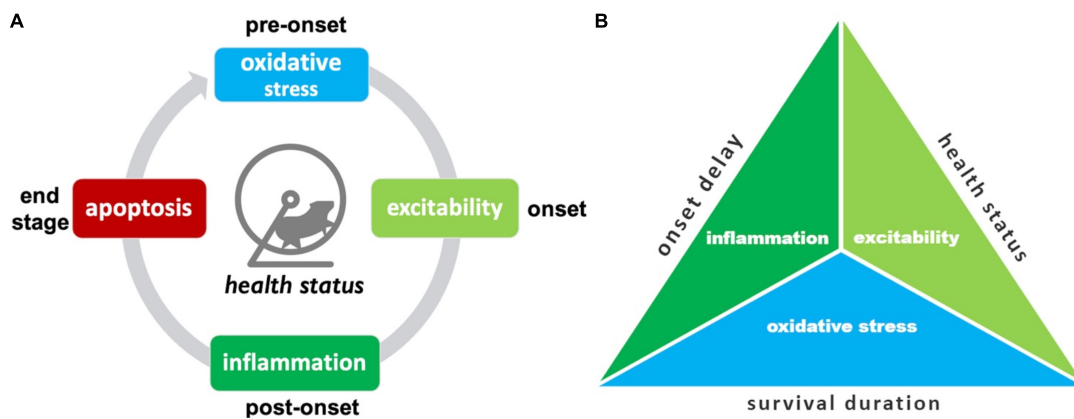 A
pre-onset
oxidative
stress
end
stage
apoptosis
excitability
onset
health status
inflammation
post-onset
B
onset delay
health status
inflammation
excitability
oxidative stress
survival duration